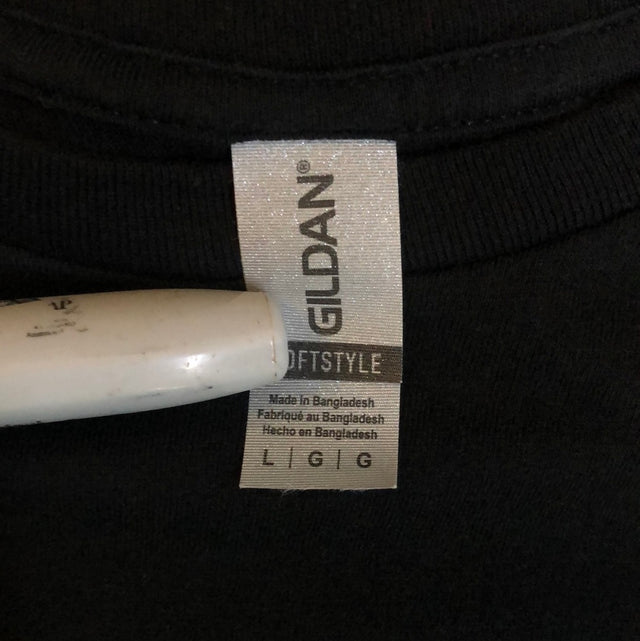 GILDAN®
OFTSTYLE
Made in Bangladesh
Fabriqué au Bangladesh
Hecho en Bangladesh
L | G | G